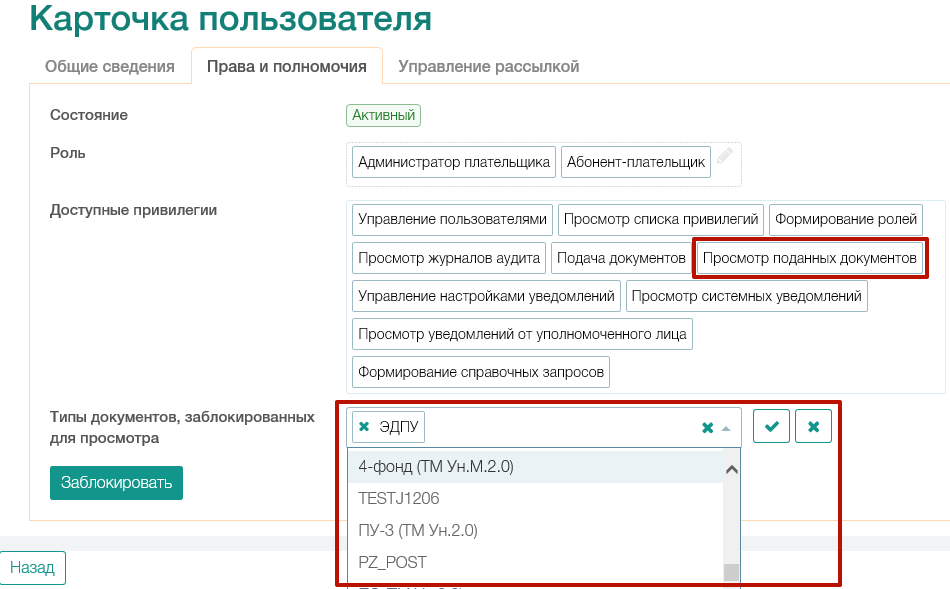 Карточка пользователя
Общие сведения Права и полномочия Управление рассылкой
Состояние Активный
Роль Администратор плательщика Абонент-плательщик
Доступные привилегии Управление пользователями Просмотр списка привилегий Формирование ролей
Просмотр журналов аудита Подача документов Просмотр поданных документов
Управление настройками уведомлений Просмотр системных уведомлений
Просмотр уведомлений от уполномоченного лица
Формирование справочных запросов
Типы документов, заблокированных
для просмотра
ЭДПУ
4-фонд (ТМ Ун.М.2.0)
TESTJ1206
ПУ-3 (ТМ Ун.2.0)
PZ_POST
Заблокировать
Назад